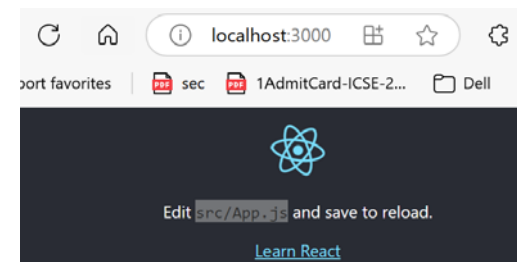 localhost:3000
port favorites sec 1AdmitCard-ICSE-2... Dell
Edit src/App.js and save to reload.
Learn React